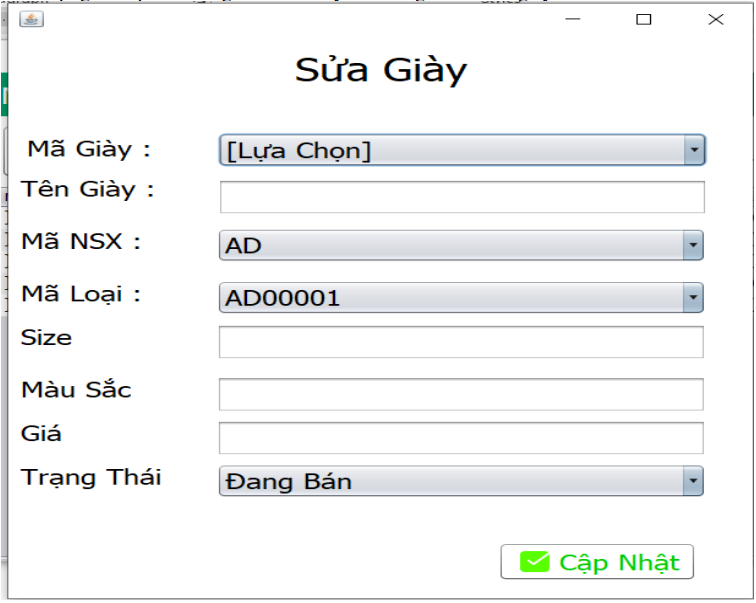 Sửa Giày
Mã Giày : [Lựa Chọn]
Tên Giày :
Mã NSX : AD
Mã Loại : AD00001
Size
Màu Sắc
Giá
Trạng Thái Đang Bán
Cập Nhật